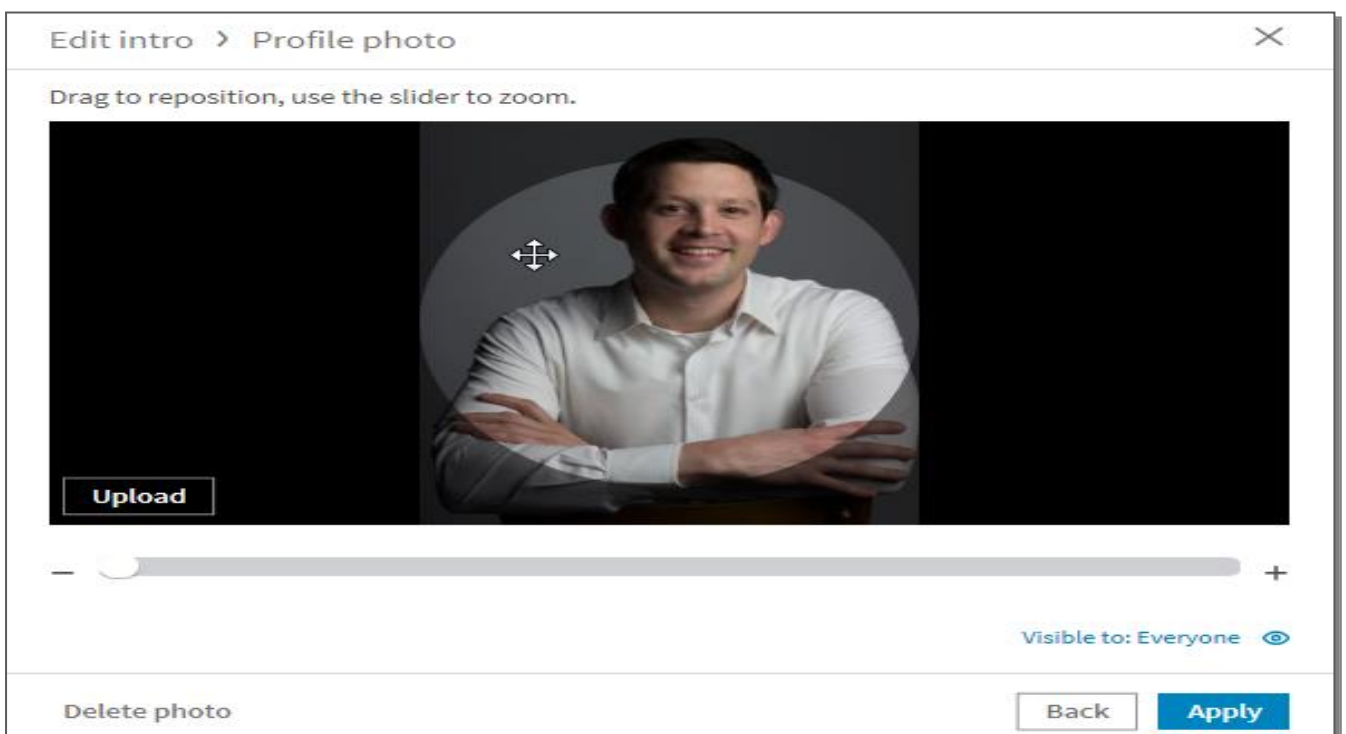 Edit intro > Profile photo
Drag to reposition, use the slider to zoom.
Upload
− +
Visible to: Everyone
Delete photo Back Apply